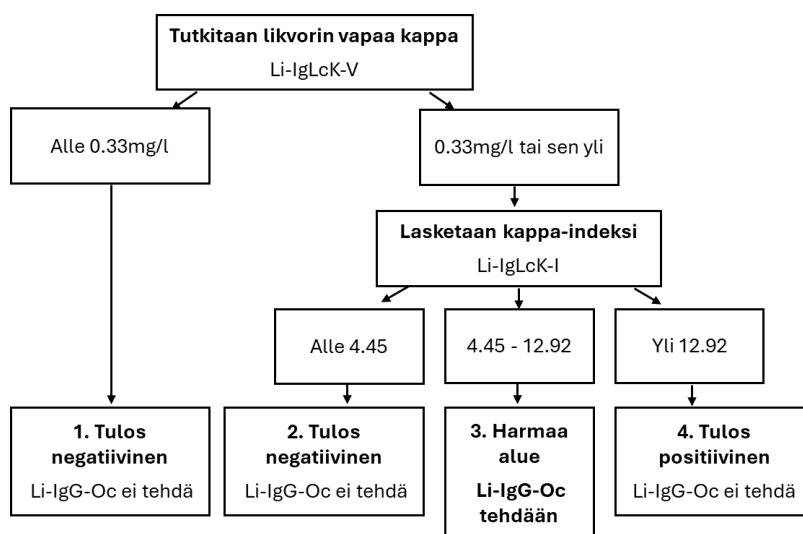 Tutkitaan likvorin vapaa kappa
Li-IgLcK-V
Alle 0.33mg/l
0.33mg/l tai sen yli
Lasketaan kappa-indeksi
Li-IgLcK-I
Alle 4.45
4.45 - 12.92
Yli 12.92
1. Tulos
negatiivinen
Li-IgG-Oc ei tehdä
2. Tulos
negatiivinen
Li-IgG-Oc ei tehdä
3. Harmaa
alue
Li-IgG-Oc
tehdään
4. Tulos
positiivinen
Li-IgG-Oc ei tehdä